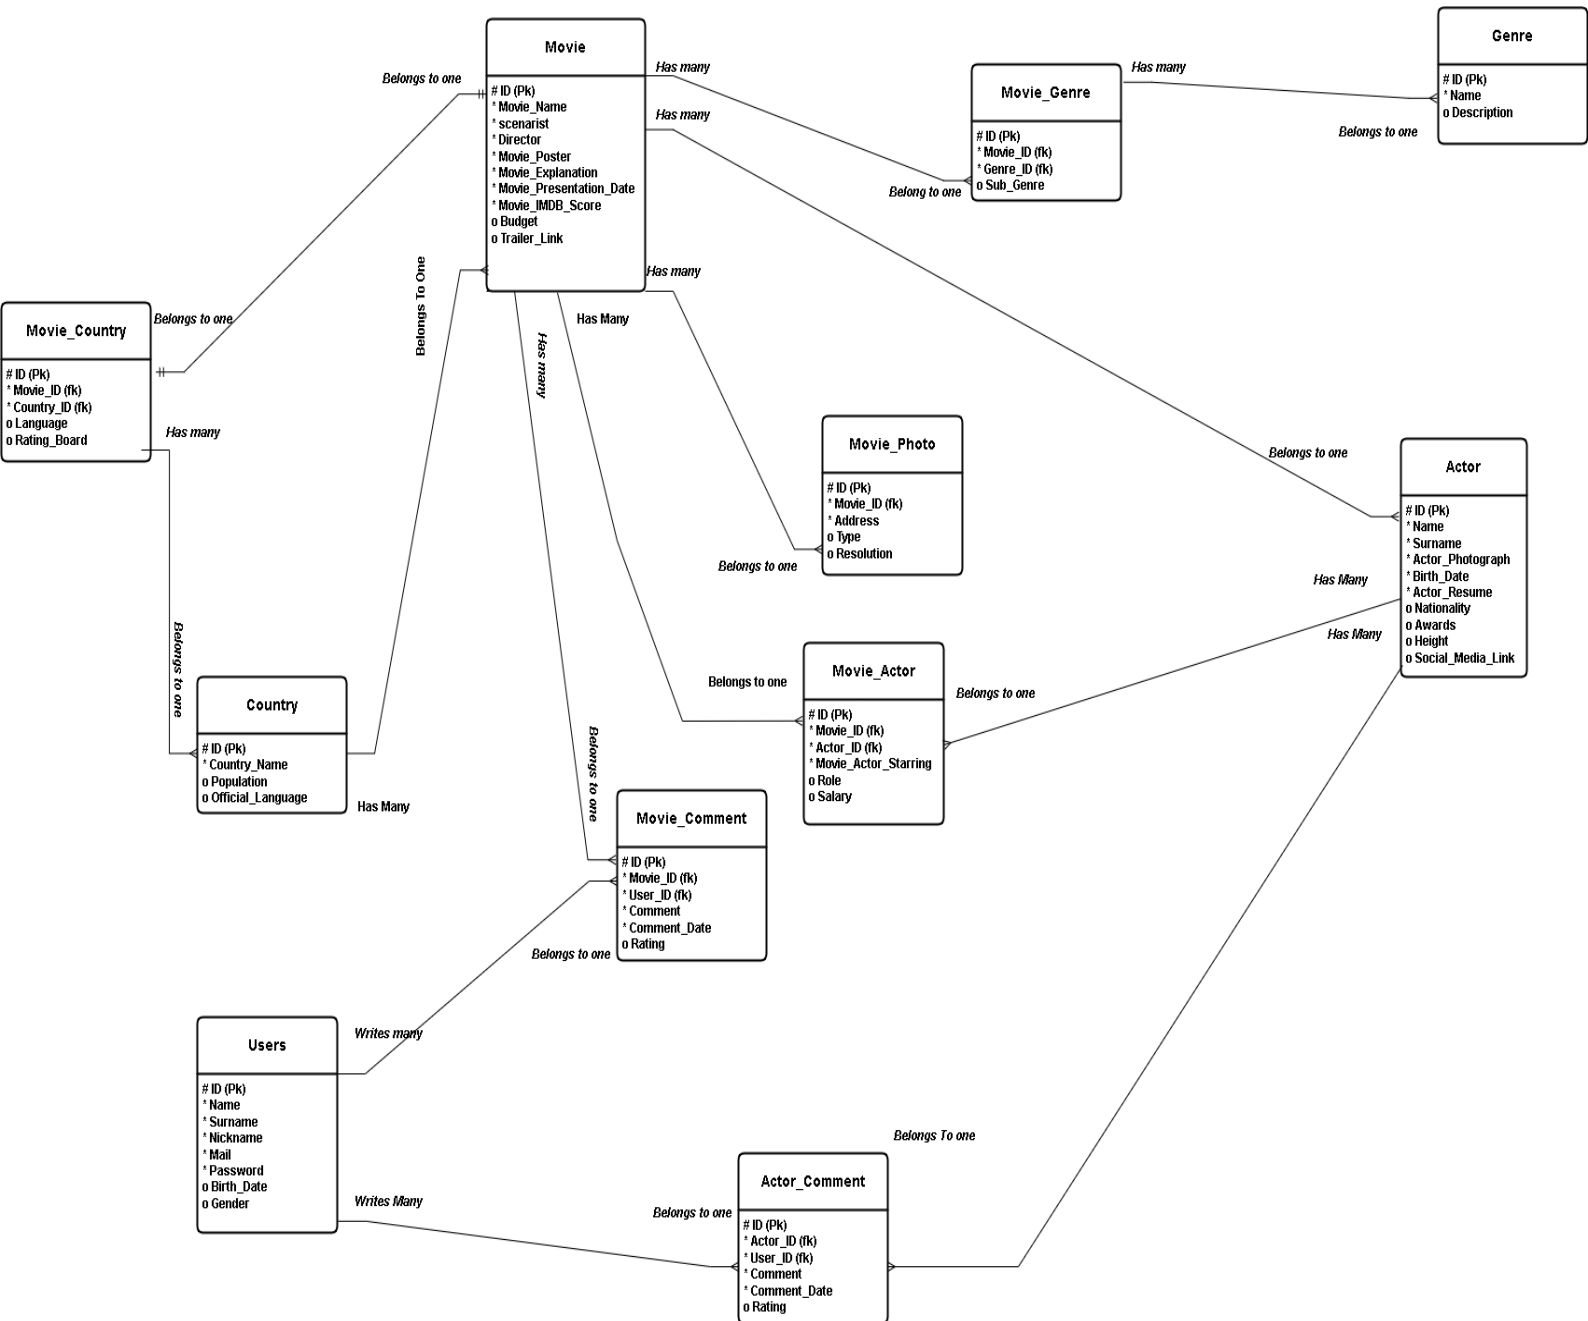 Movie
# ID (Pk)
* Movie_Name
* scenarist
* Director
* Movie_Poster
* Movie_Explanation
* Movie_Presentation_Date
* Movie_IMDB_Score
o Budget
o Trailer_Link
Belongs to one
Has many
Has many
Belong to one
Movie_Genre
# ID (Pk)
* Movie_ID (fk)
* Genre_ID (fk)
o Sub_Genre
Has many
Belongs to one
Genre
# ID (Pk)
* Name
o Description
Belongs To One
Has many
Has Many
Has many
Movie_Country
# ID (Pk)
* Movie_ID (fk)
* Country_ID (fk)
o Language
o Rating_Board
Belongs to one
Has many
Belongs to one
Movie_Photo
# ID (Pk)
* Movie_ID (fk)
* Address
o Type
o Resolution
Belongs to one
Belongs to one
Actor
# ID (Pk)
* Name
* Surname
* Actor_Photograph
* Birth_Date
* Actor_Resume
o Nationality
o Awards
o Height
o Social_Media_Link
Has Many
Has Many
Country
# ID (Pk)
* Country_Name
o Population
o Official_Language
Has Many
Belongs to one
Movie_Actor
# ID (Pk)
* Movie_ID (fk)
* Actor_ID (fk)
* Movie_Actor_Starring
o Role
o Salary
Belongs to one
Belongs to one
Movie_Comment
# ID (Pk)
* Movie_ID (fk)
* User_ID (fk)
* Comment
* Comment_Date
o Rating
Belongs to one
Writes many
Users
# ID (Pk)
* Name
* Surname
* Nickname
* Mail
* Password
o Birth_Date
o Gender
Writes Many
Belongs to one
Belongs To one
Actor_Comment
# ID (Pk)
* Actor_ID (fk)
* User_ID (fk)
* Comment
* Comment_Date
o Rating